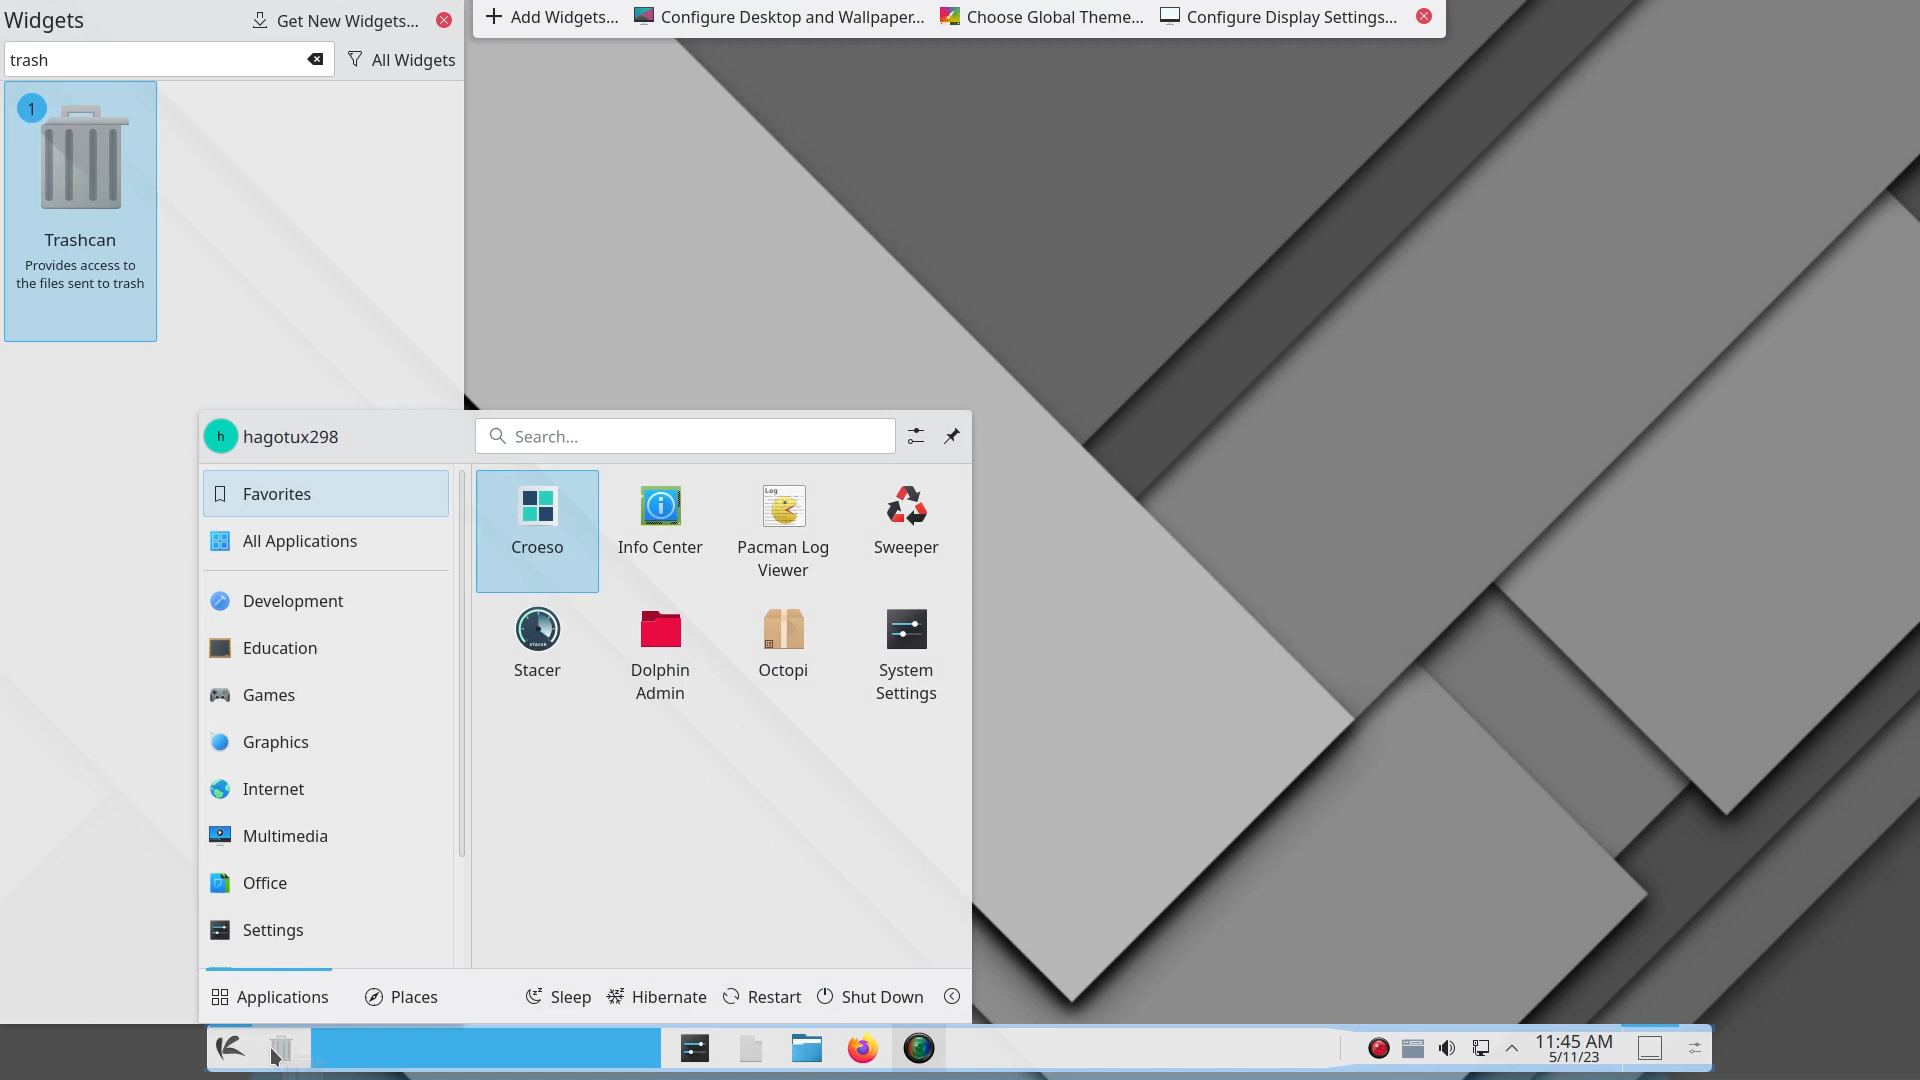 Widgets
Get New Widgets...
trash
All Widgets
1
Trashcan
Provides access to
the files sent to trash
Add Widgets...
Configure Desktop and Wallpaper...
Choose Global Theme...
Configure Display Settings...
h
hagotux298
Search...
Favorites
All Applications
Development
Education
Games
Graphics
Internet
Multimedia
Office
Settings
Croeso
Info Center
Log
Pacman Log
Viewer
Sweeper
STACER
Stacer
Dolphin
Admin
Octopi
System
Settings
Applications
Places
Sleep
Hibernate
Restart
Shut Down
11:45 AM
5/11/23